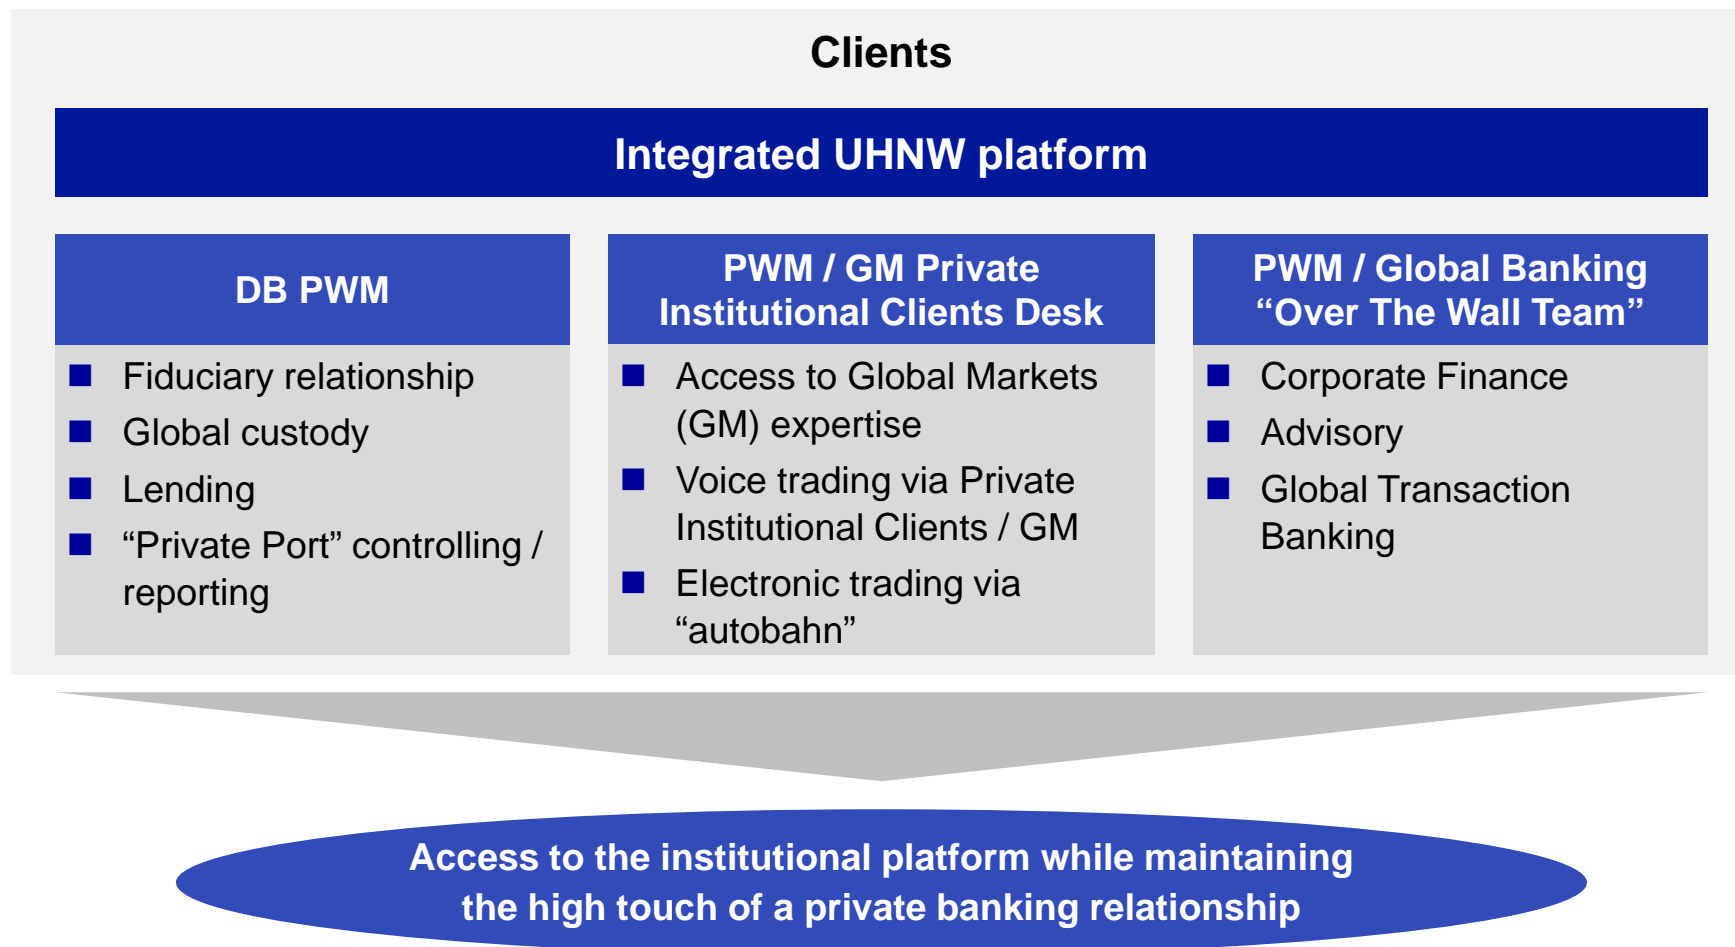 Clients
Integrated UHNW platform
DB PWM
Fiduciary relationship
Global custody
Lending
“Private Port” controlling /
reporting
PWM / GM Private
Institutional Clients Desk
Access to Global Markets
(GM) expertise
Voice trading via Private
Institutional Clients / GM
Electronic trading via
“autobahn”
PWM / Global Banking
“Over The Wall Team”
Corporate Finance
Advisory
Global Transaction
Banking
Access to the institutional platform while maintaining
the high touch of a private banking relationship